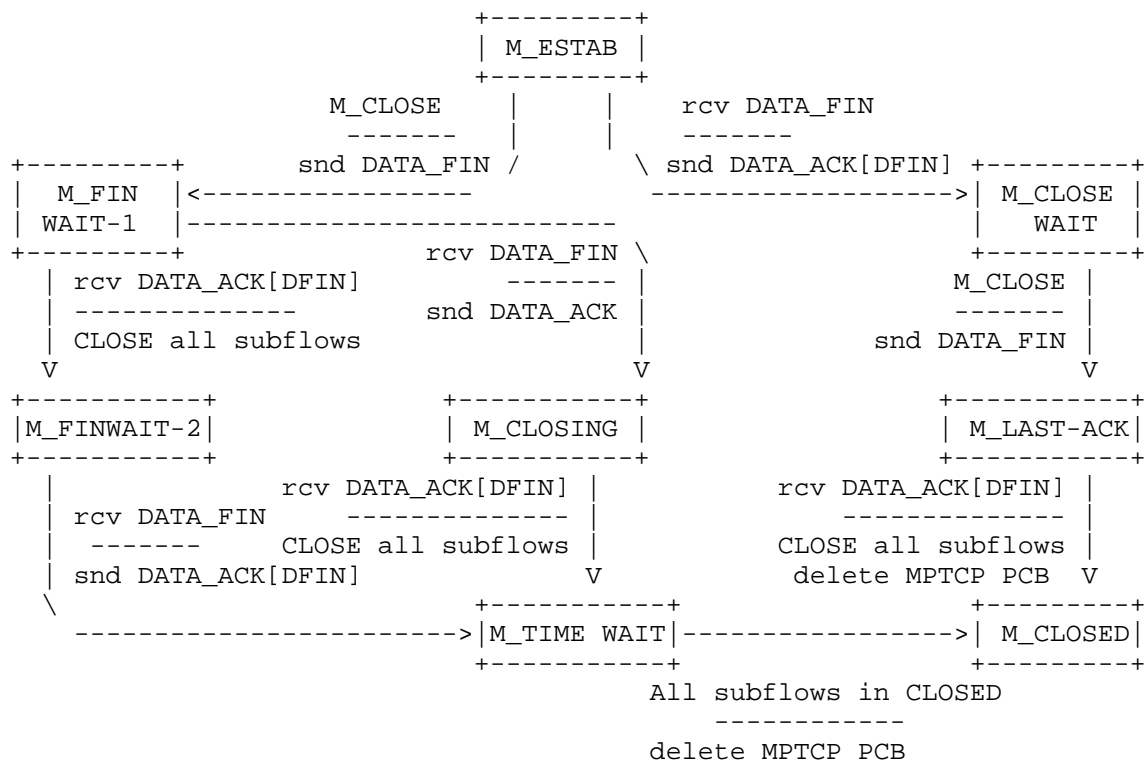 +---------+
                              | M_ESTAB |
                              +---------+
                     M_CLOSE    |     |    rcv DATA_FIN
                      -------   |     |    -------
+---------+       snd DATA_FIN /       \ snd DATA_ACK[DFIN] +---------+
|  M_FIN  |<-----------------           ------------------->| M_CLOSE |
| WAIT-1  |---------------------------                      |   WAIT  |
+---------+               rcv DATA_FIN \                    +---------+
  | rcv DATA_ACK[DFIN]         ------- |                   M_CLOSE |
  | --------------        snd DATA_ACK |                   ------- |
  | CLOSE all subflows                 |              snd DATA_FIN |
  V                                    V                           V
+-----------+              +-----------+                  +-----------+
|M_FINWAIT-2|              | M_CLOSING |                  | M_LAST-ACK|
+-----------+              +-----------+                  +-----------+
  |              rcv DATA_ACK[DFIN] |           rcv DATA_ACK[DFIN] |
  | rcv DATA_FIN     -------------- |               -------------- |
  |  -------     CLOSE all subflows |           CLOSE all subflows |
  | snd DATA_ACK[DFIN]              V            delete MPTCP PCB  V
  \                           +-----------+                 +---------+
    ------------------------>|M_TIME WAIT|----------------->| M_CLOSED|
                              +-----------+                 +---------+
                                         All subflows in CLOSED
                                             ------------
                                         delete MPTCP PCB